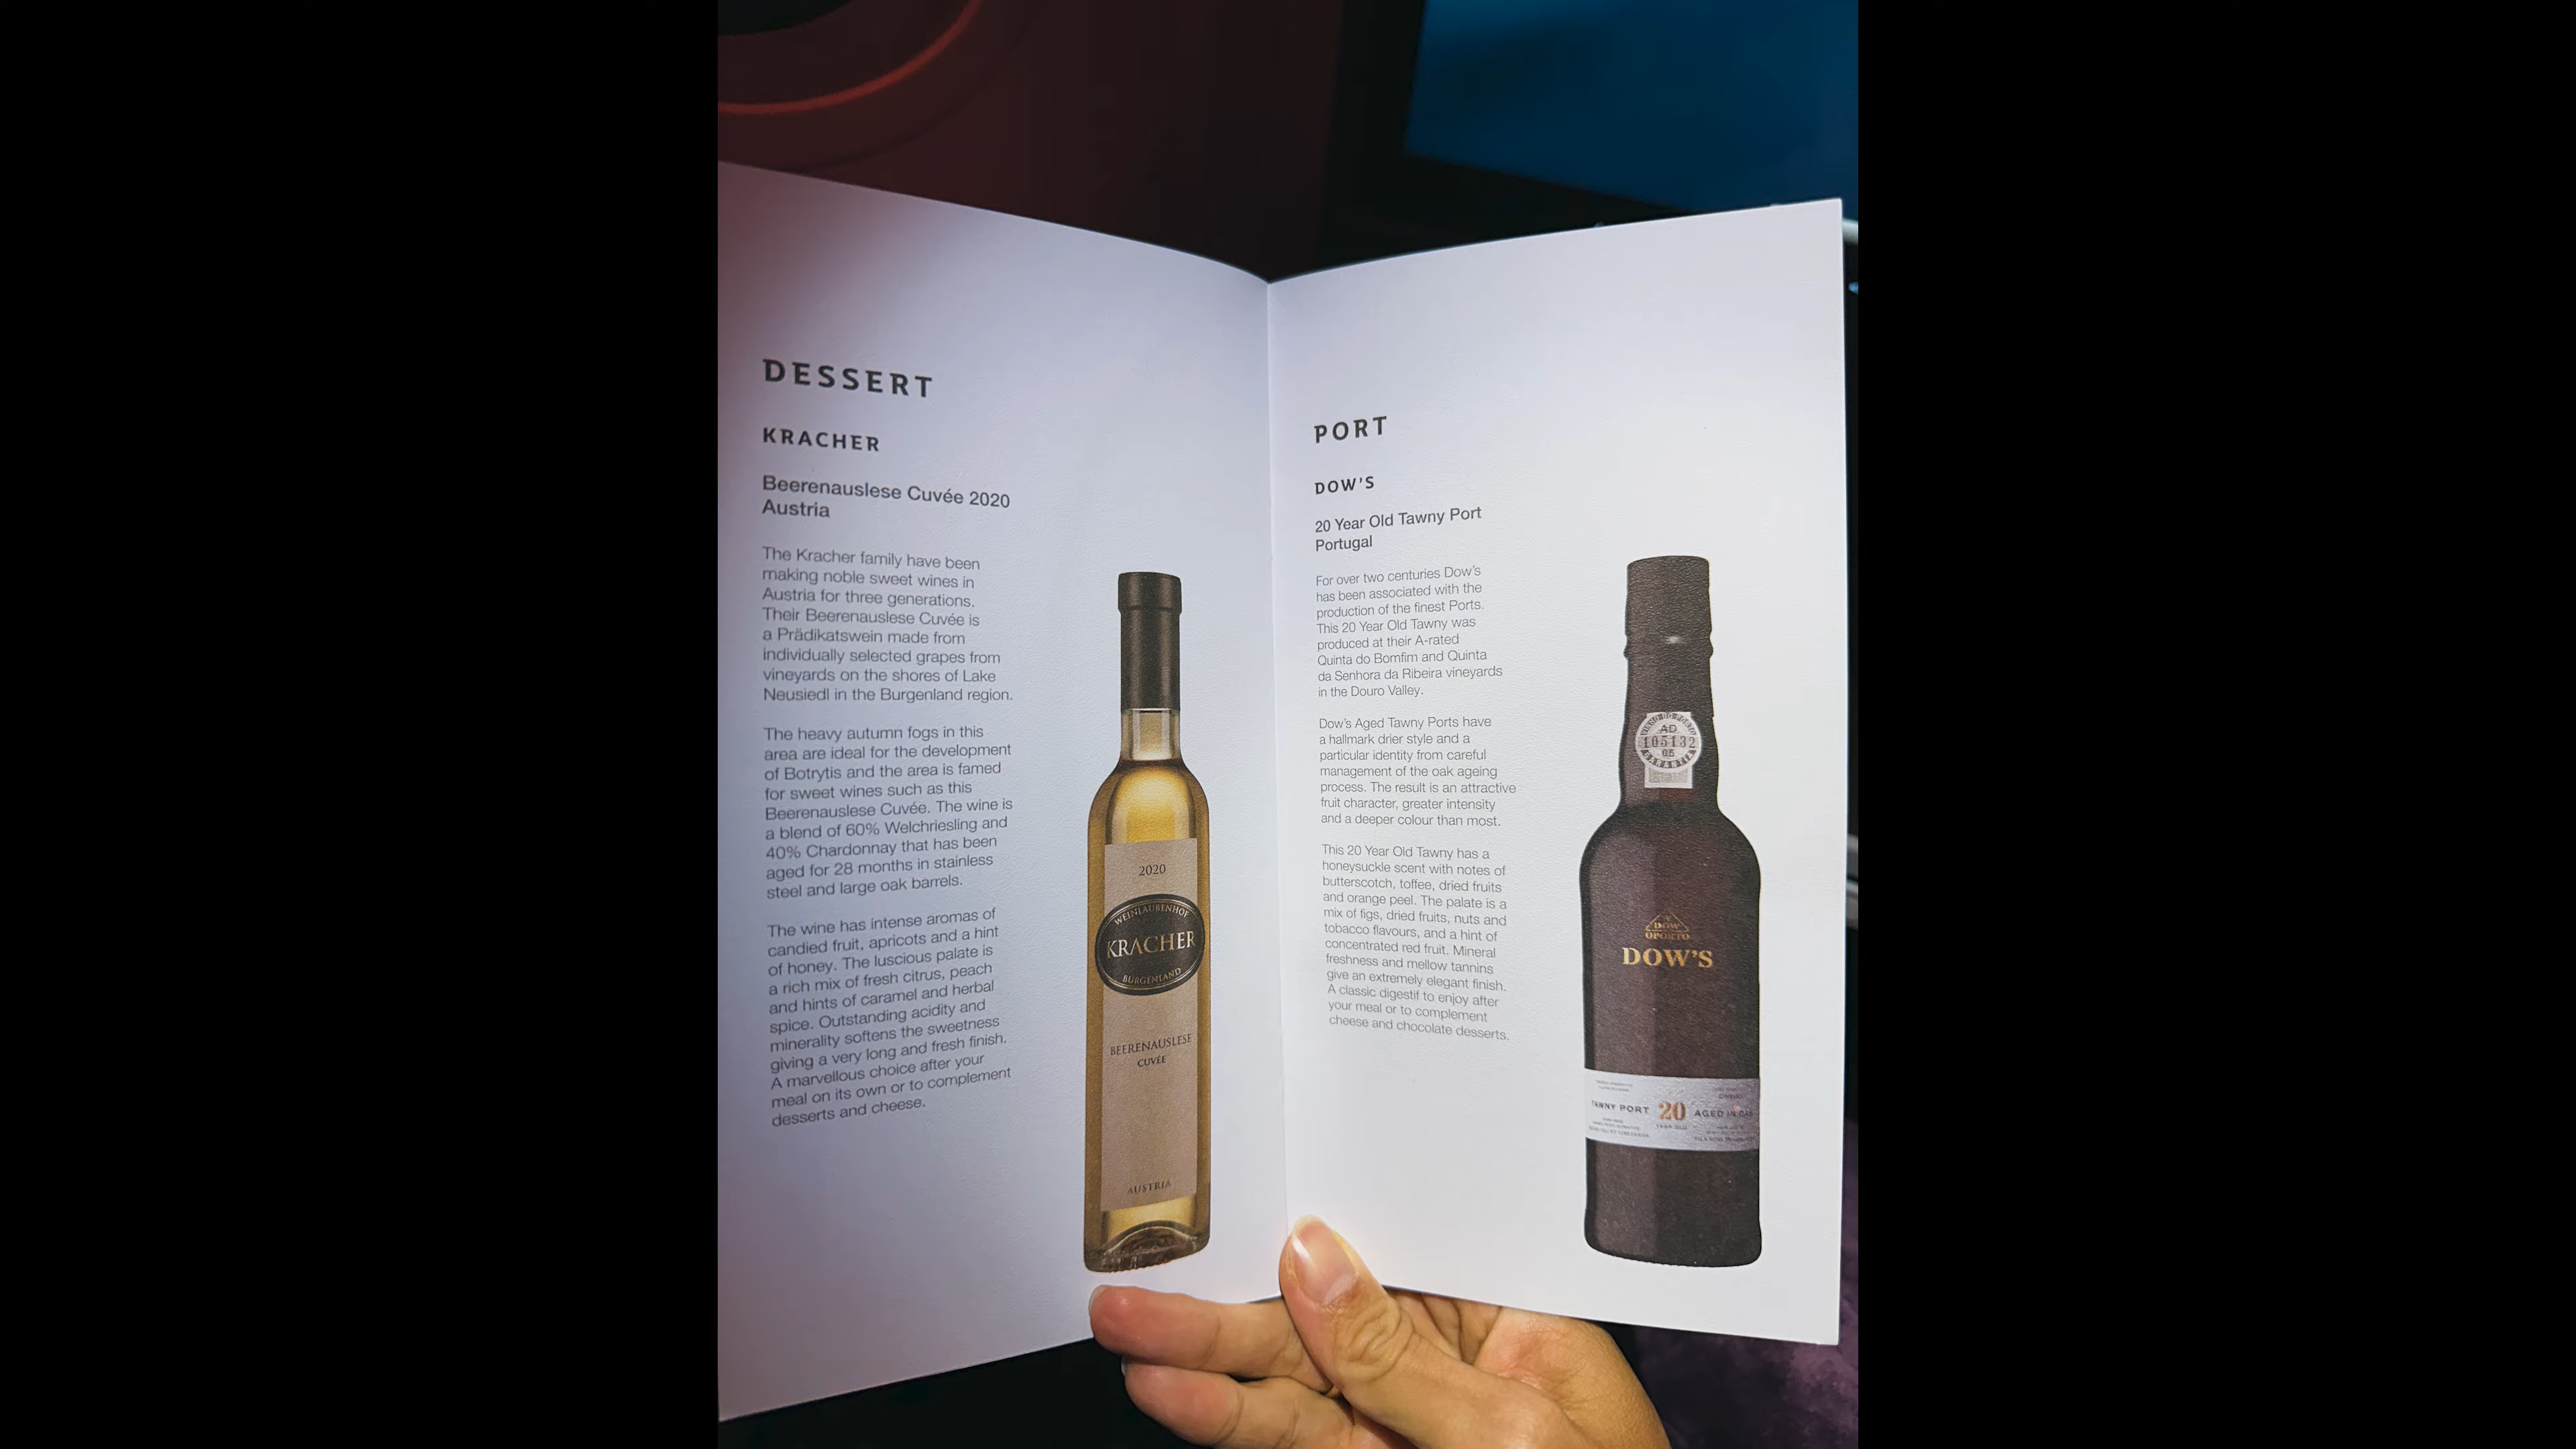 DESSERT
KRACHER
Beerenauslese Cuvée 2020
Austria
The Kracher family have been
making noble sweet wines in
Austria for three generations.
Their Beerenauslese Cuvée is
a Prädikatswein made from
individually selected grapes from
vineyards on the shores of Lake
Neusiedl in the Burgenland region.
The heavy autumn fogs in this
area are ideal for the development
of Botrytis and the area is famed
for sweet wines such as this
Beerenauslese Cuvée. The wine is
a blend of 60% Welchriesling and
40% Chardonnay that has been
aged for 28 months in stainless
steel and large oak barrels.
The wine has intense aromas of
candied fruit, apricots and a hint
of honey. The luscious palate is
a rich mix of fresh citrus, peach
and hints of caramel and herbal
spice. Outstanding acidity and
minerality softens the sweetness
giving a very long and fresh finish.
A marvellous choice after your
meal on its own or to complement
desserts and cheese.
2020
WEINLAUBENHOF
KRACHER
BURGENLAND
BEERENAUSLESE
CUVÉE
AUSTRIA
PORT
DOW'S
20 Year Old Tawny Port
Portugal
For over two centuries Dow's
has been associated with the
production of the finest Ports.
This 20 Year Old Tawny was
produced at their A-rated
Quinta do Bomfim and Quinta
da Senhora da Ribeira vineyards
in the Douro Valley.
Dow's Aged Tawny Ports have
a hallmark drier style and a
particular identity from careful
management of the oak ageing
process. The result is an attractive
fruit character, greater intensity
and a deeper colour than most.
This 20 Year Old Tawny has a
honeysuckle scent with notes of
butterscotch, toffee, dried fruits
and orange peel. The palate is a
mix of figs, dried fruits, nuts and
tobacco flavours, and a hint of
concentrated red fruit. Mineral
freshness and mellow tannins
give an extremely elegant finish.
A classic digestif to enjoy after
your meal or to complement
cheese and chocolate desserts.
AD
105132
05
GARANTIA
DOW
OPORTO
DOW'S
TAWNY PORT 20 AGED IN
YEAR OLD